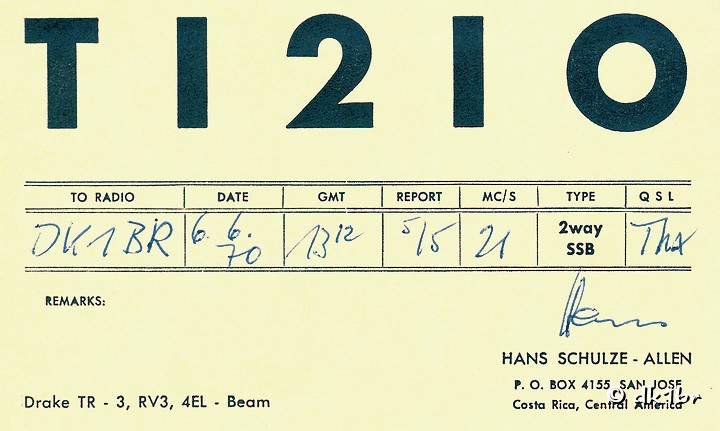 TI2IO
TO RADIO DATE GMT REPORT MC/S TYPE QSL
DK1BR 6.6.70 1312 5/5 21 2way SSB Thx
REMARKS:
Hans
HANS SCHULZE - ALLEN
P. O. BOX 4155 SAN JOSE
Costa Rica, Central America
Drake TR - 3, RV3, 4EL - Beam
© dk1br